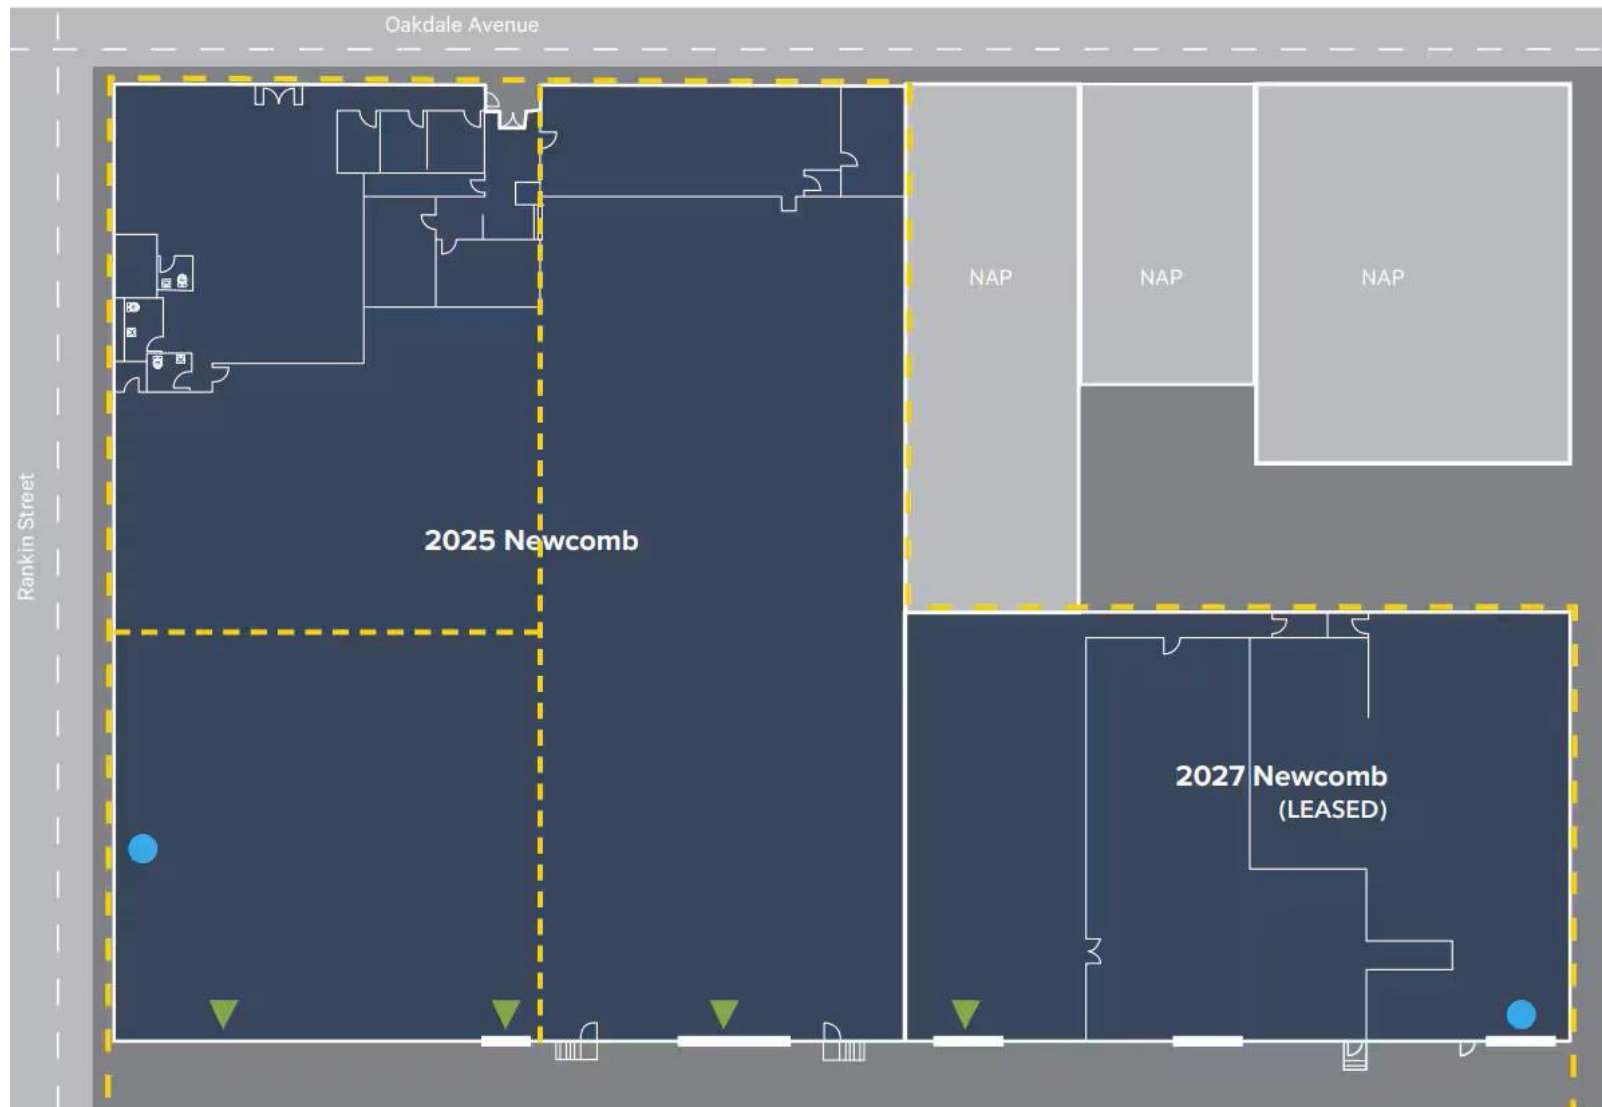 Oakdale Avenue
NAP
NAP
NAP
Rankin Street
2025 Newcomb
2027 Newcomb
(LEASED)